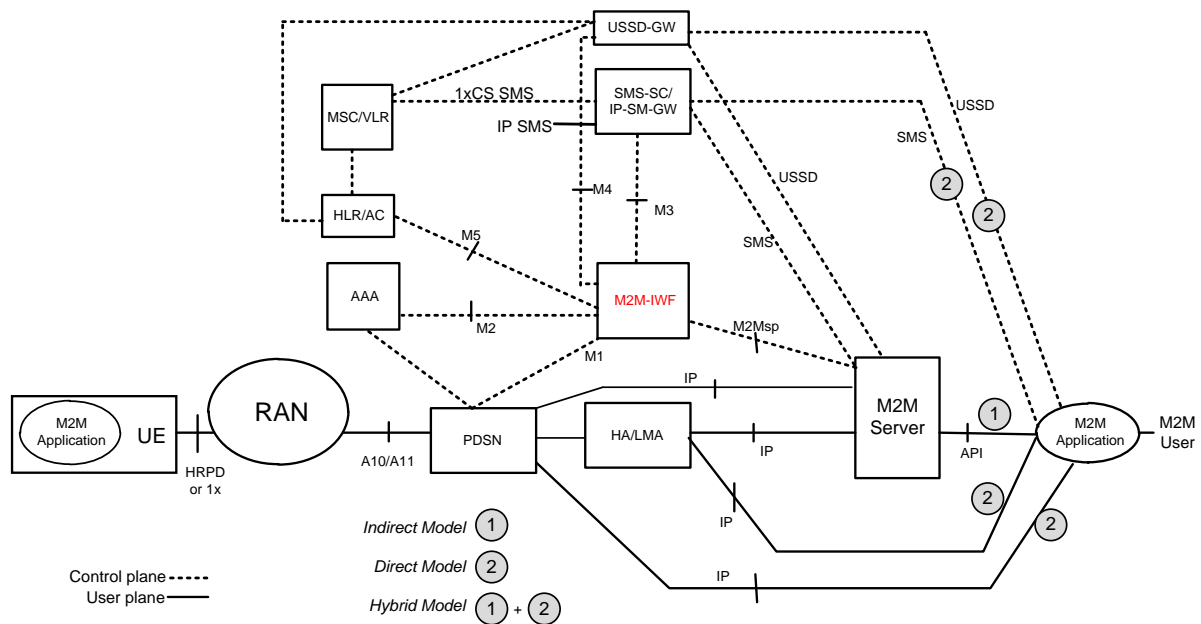 USSD-GW
1xCS SMS
SMS-SC/
IP-SM-GW
MSC/VLR
IP SMS
USSD
SMS
2
2
M4
M3
USSD
HLR/AC
M5
SMS
AAA
M2M-IWF
M2
M2Msp
M1
IP
RAN
M2M
Application
UE
PDSN
HA/LMA
M2M
Server
1
M2M
Application
M2M
User
IP
API
HRPD
or 1x
A10/A11
2
IP
2
Indirect Model 1
Direct Model 2
Hybrid Model 1 + 2
IP
Control plane
User plane